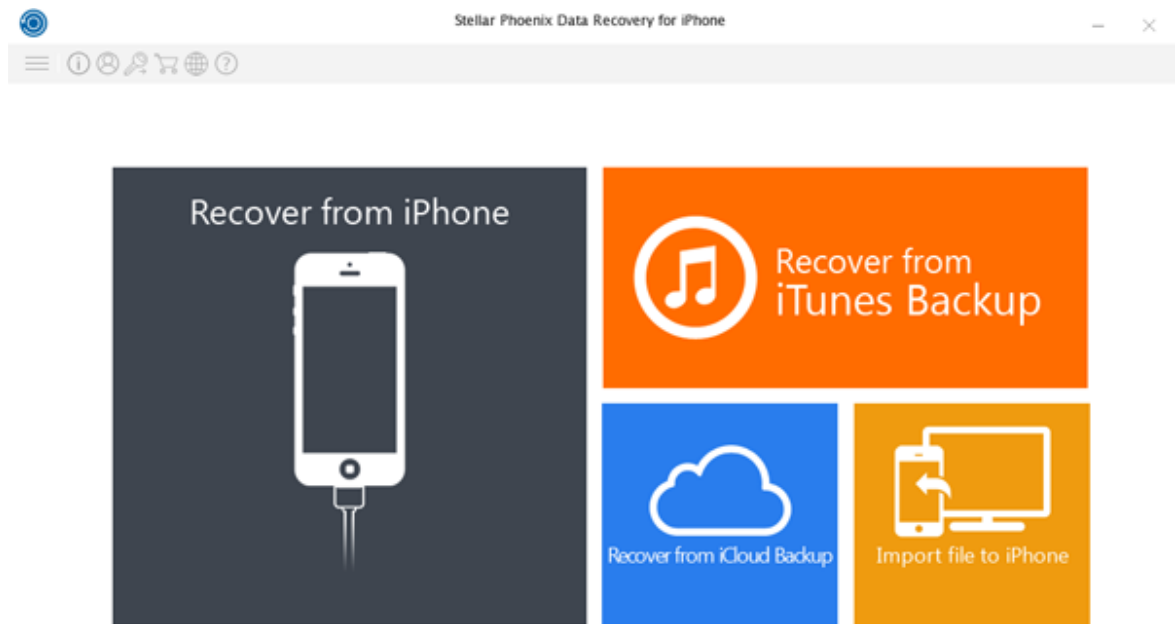 Stellar Phoenix Data Recovery for iPhone
Recover from iPhone
Recover from
iTunes Backup
Recover from iCloud Backup
Import file to iPhone